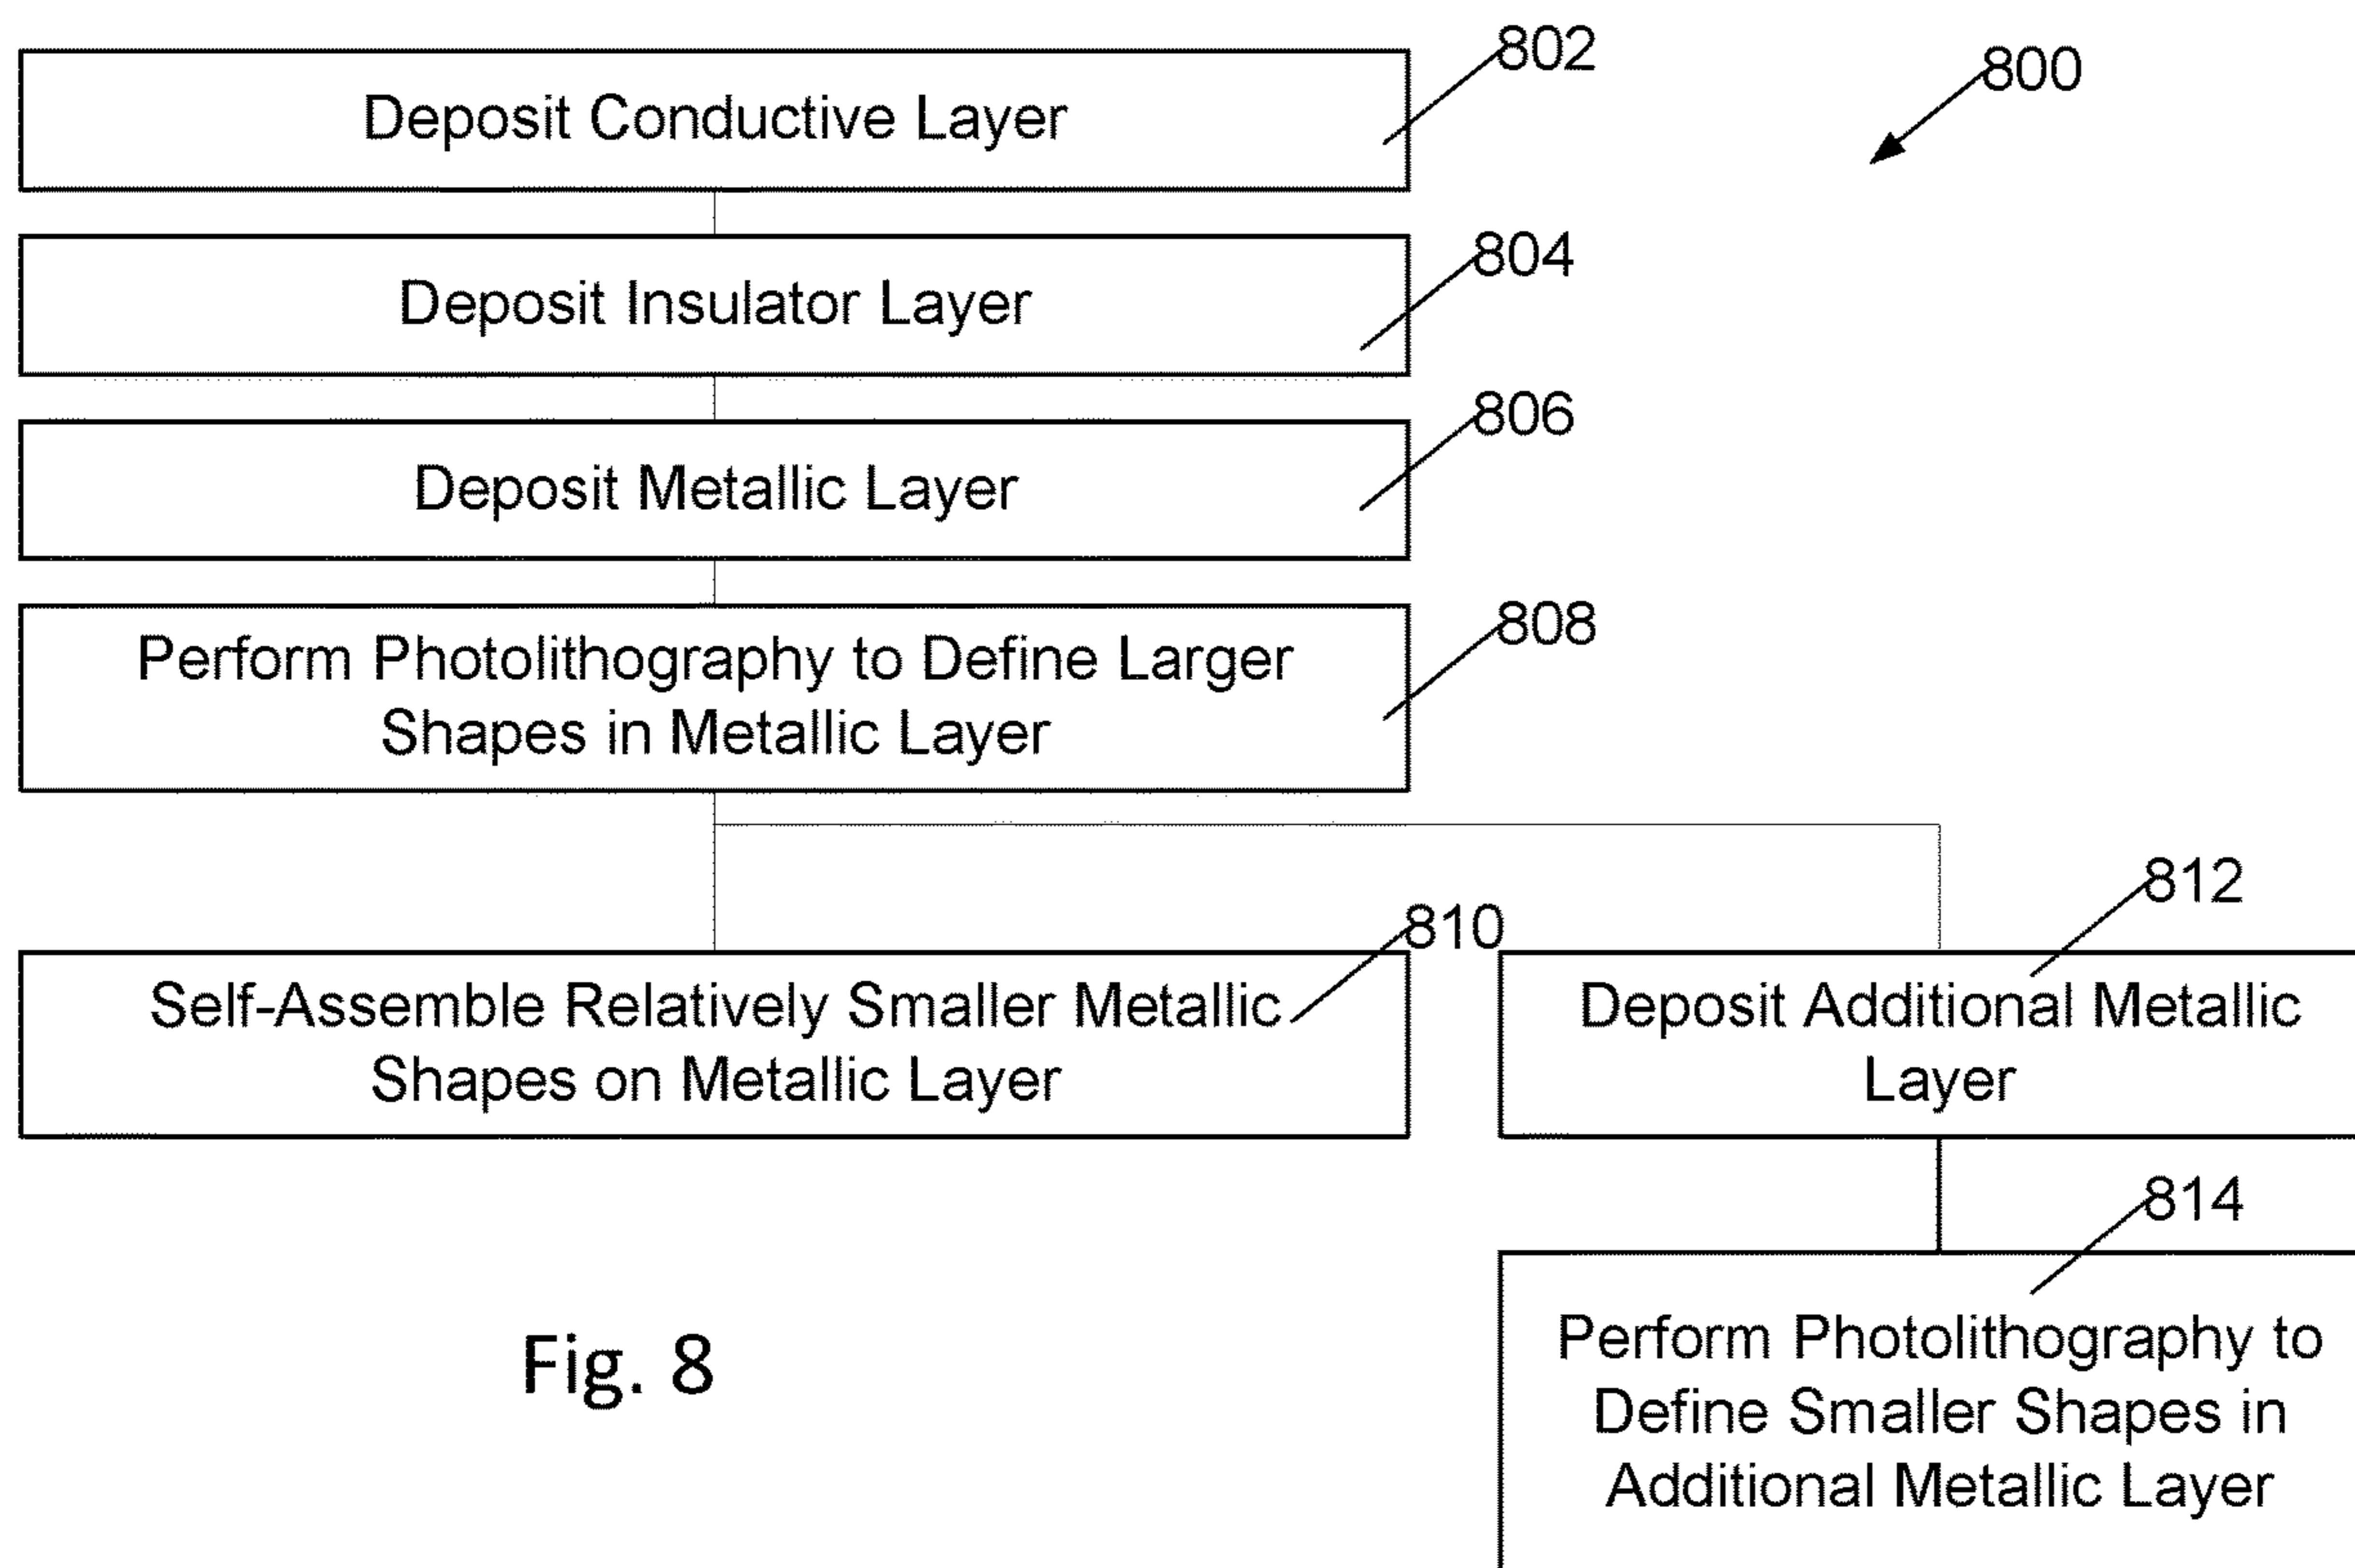 802
800
Deposit Conductive Layer
804
Deposit Insulator Layer
806
Deposit Metallic Layer
808
Perform Photolithography to Define Larger
Shapes in Metallic Layer
810
812
Self-Assemble Relatively Smaller Metallic
Shapes on Metallic Layer
Deposit Additional Metallic
Layer
814
Perform Photolithography to
Define Smaller Shapes in
Additional Metallic Layer
Fig. 8